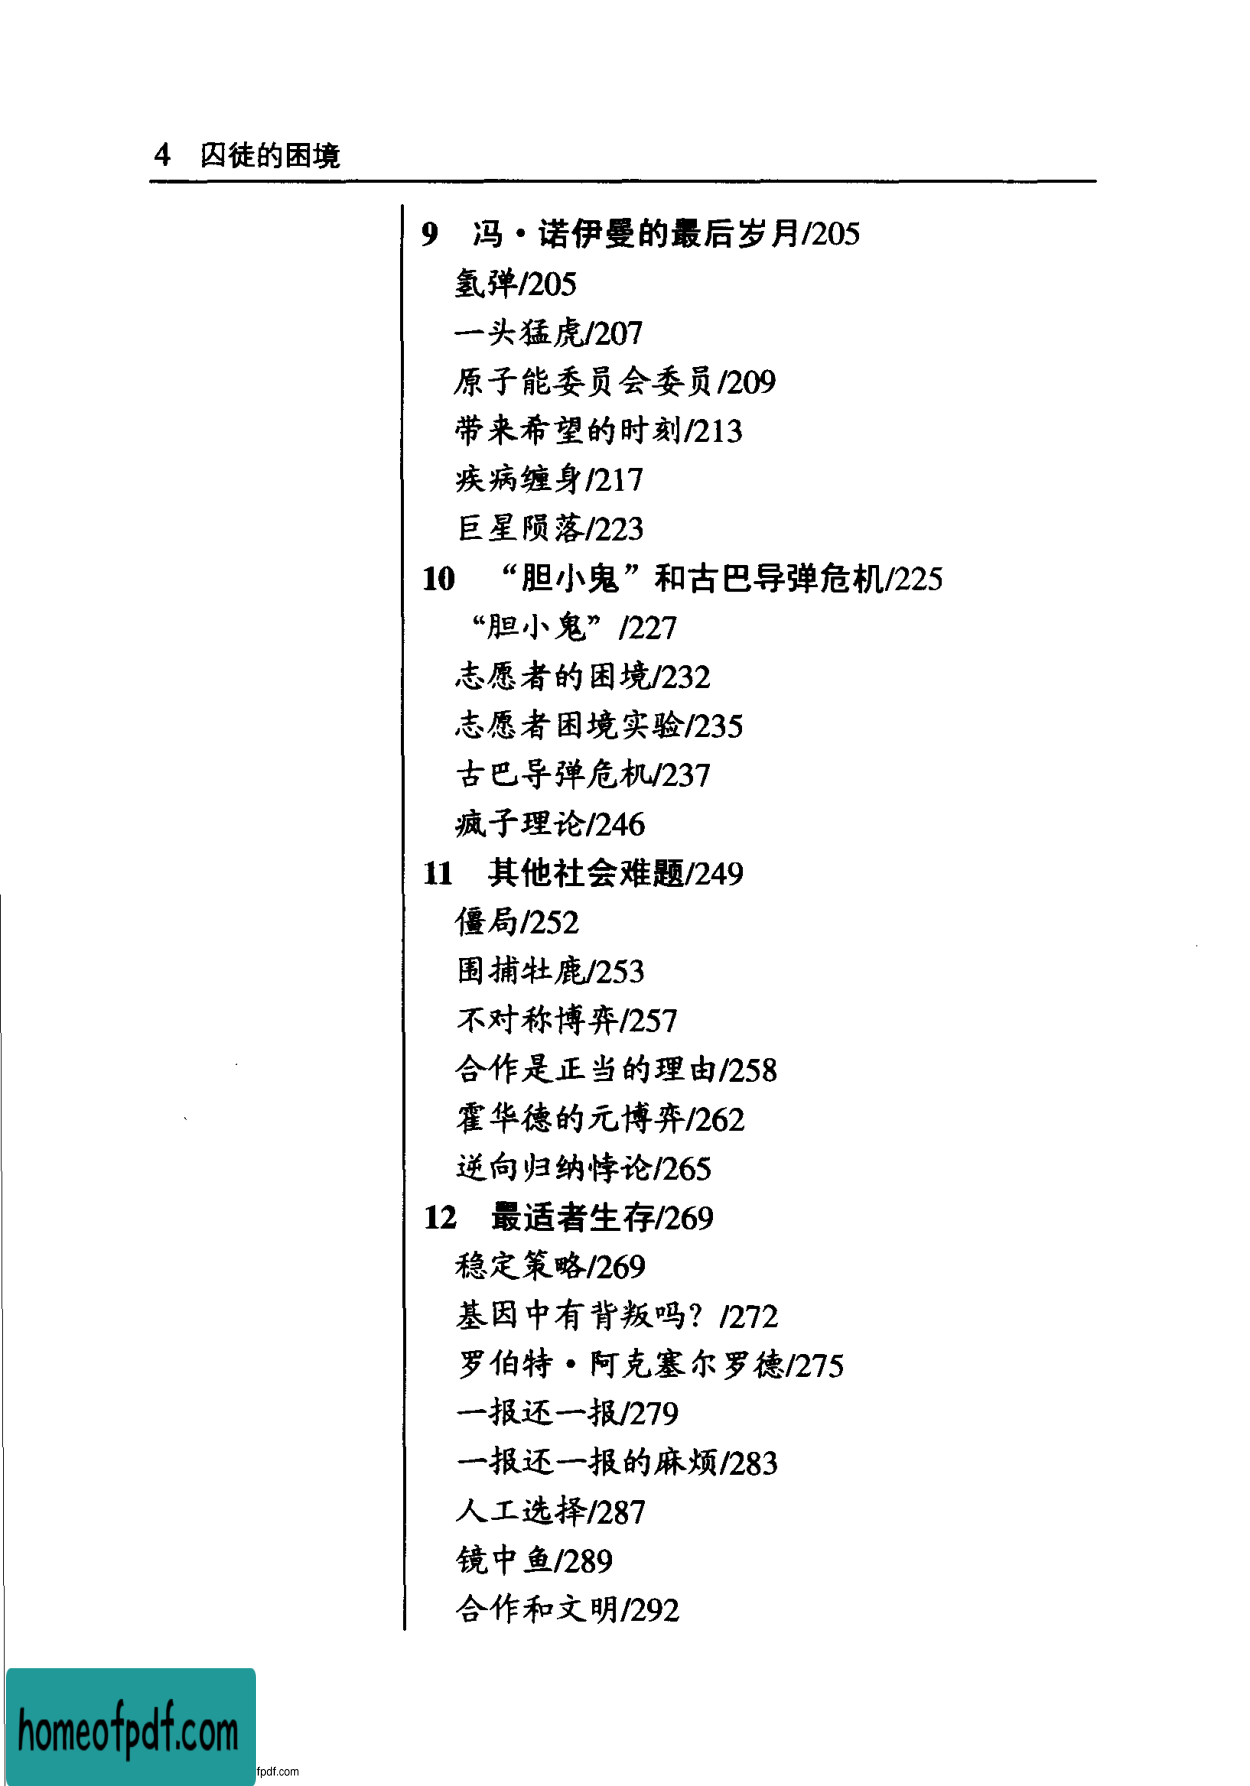 4 囚徒的困境
9 冯·诺伊曼的最后岁月/205
氢弹/205
一头猛虎/207
原子能委员会委员/209
带来希望的时刻/213
疾病缠身/217
巨星陨落/223
10 “胆小鬼”和古巴导弹危机/225
“胆小鬼”/227
志愿者的困境/232
志愿者困境实验/235
古巴导弹危机/237
疯子理论/246
11 其他社会难题/249
僵局/252
围捕牡鹿/253
不对称博弈/257
合作是正当的理由/258
霍华德的元博弈/262
逆向归纳悖论/265
12 最适者生存/269
稳定策略/269
基因中有背叛吗？/272
罗伯特·阿克塞尔罗德/275
一报还一报/279
一报还一报的麻烦/283
人工选择/287
镜中鱼/289
合作和文明/292
homeofpdf.com
fpdf.com